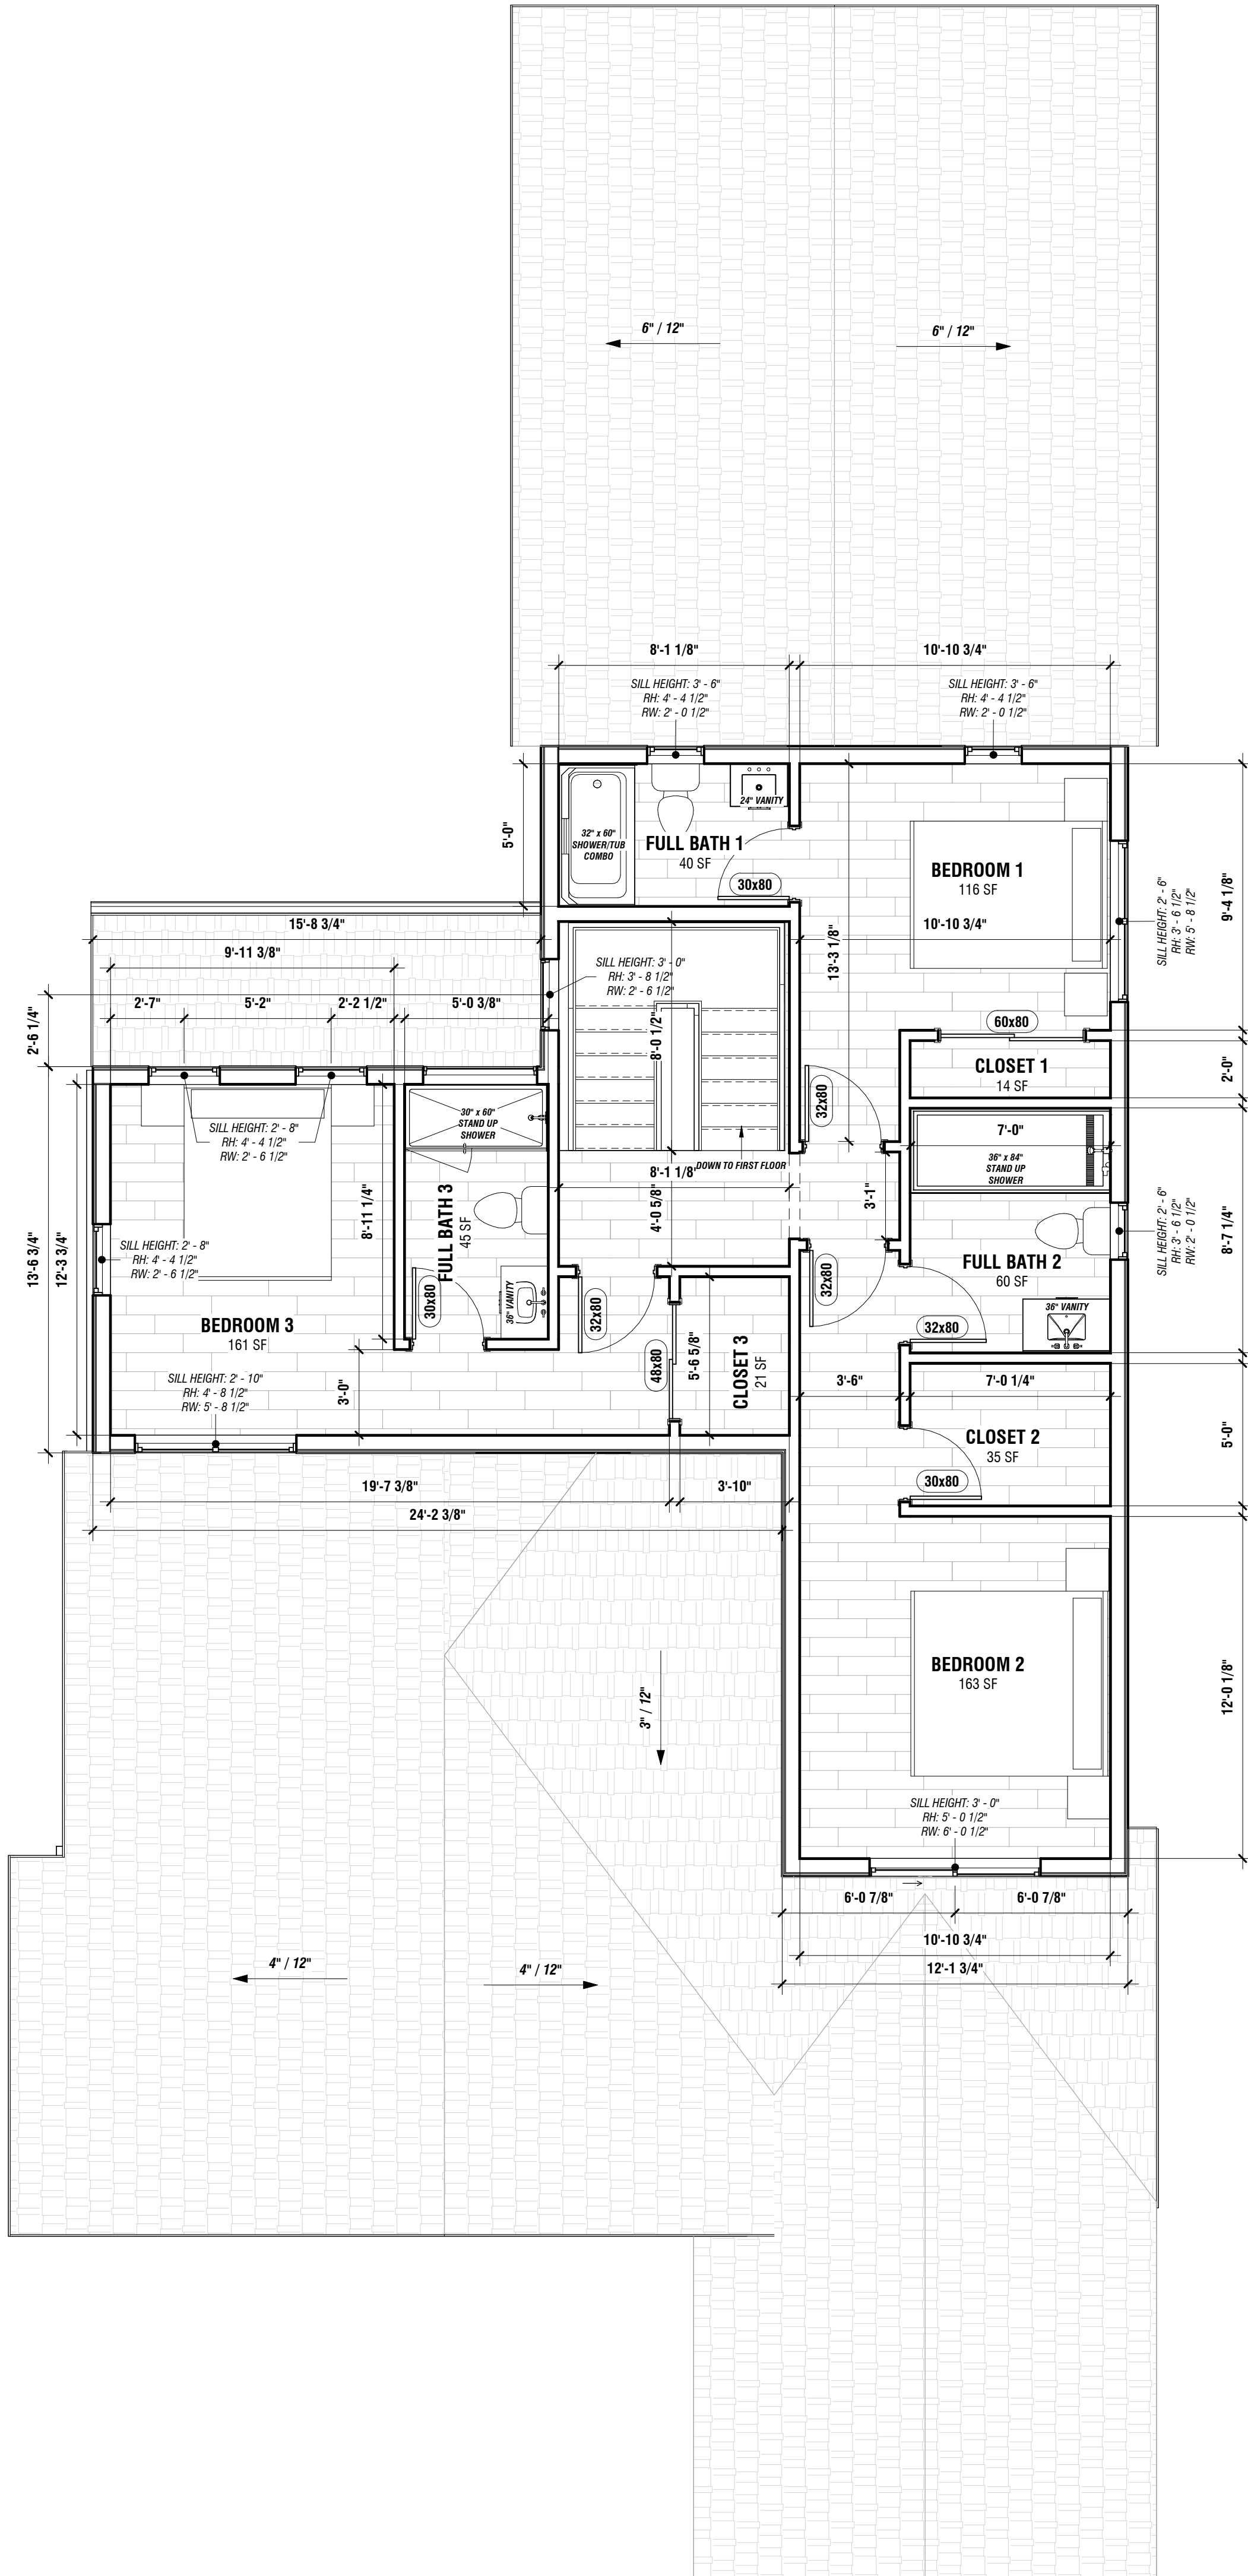 6" / 12"
6" / 12"
8'-1 1/8"
10'-10 3/4"
SILL HEIGHT: 3' - 6"
RH: 4' - 4 1/2"
RW: 2' - 0 1/2"
SILL HEIGHT: 3' - 6"
RH: 4' - 4 1/2"
RW: 2' - 0 1/2"
5'-0"
32" x 60"
SHOWER/TUB
COMBO
24" VANITY
FULL BATH 1
40 SF
30x80
BEDROOM 1
116 SF
10'-10 3/4"
13'-3 1/8"
SILL HEIGHT: 2' - 6"
RH: 3' - 6 1/2"
RW: 5' - 8 1/2"
9'-4 1/8"
15'-8 3/4"
9'-11 3/8"
2'-7"
5'-2"
2'-2 1/2"
5'-0 3/8"
2'-6 1/4"
SILL HEIGHT: 3' - 0"
RH: 3' - 8 1/2"
RW: 2' - 6 1/2"
8'-0 1/2"
60x80
CLOSET 1
14 SF
2'-0"
32x80
DOWN TO FIRST FLOOR
8'-1 1/8"
4'-0 5/8"
3'-1"
7'-0"
36" x 84"
STAND UP
SHOWER
SILL HEIGHT: 2' - 6"
RH: 3' - 6 1/2"
RW: 2' - 0 1/2"
8'-7 1/4"
FULL BATH 2
60 SF
36" VANITY
32x80
32x80
SILL HEIGHT: 2' - 8"
RH: 4' - 4 1/2"
RW: 2' - 6 1/2"
30" x 60"
STAND UP
SHOWER
FULL BATH 3
45 SF
8'-11 1/4"
36" VANITY
30x80
13'-6 3/4"
12'-3 3/4"
SILL HEIGHT: 2' - 8"
RH: 4' - 4 1/2"
RW: 2' - 6 1/2"
BEDROOM 3
161 SF
SILL HEIGHT: 2' - 10"
RH: 4' - 8 1/2"
RW: 5' - 8 1/2"
3'-0"
32x80
48x80
5'-6 5/8"
CLOSET 3
21 SF
3'-6"
7'-0 1/4"
CLOSET 2
35 SF
30x80
5'-0"
19'-7 3/8"
3'-10"
24'-2 3/8"
BEDROOM 2
163 SF
12'-0 1/8"
3" / 12"
SILL HEIGHT: 3' - 0"
RH: 5' - 0 1/2"
RW: 6' - 0 1/2"
6'-0 7/8"
6'-0 7/8"
10'-10 3/4"
12'-1 3/4"
4" / 12"
4" / 12"